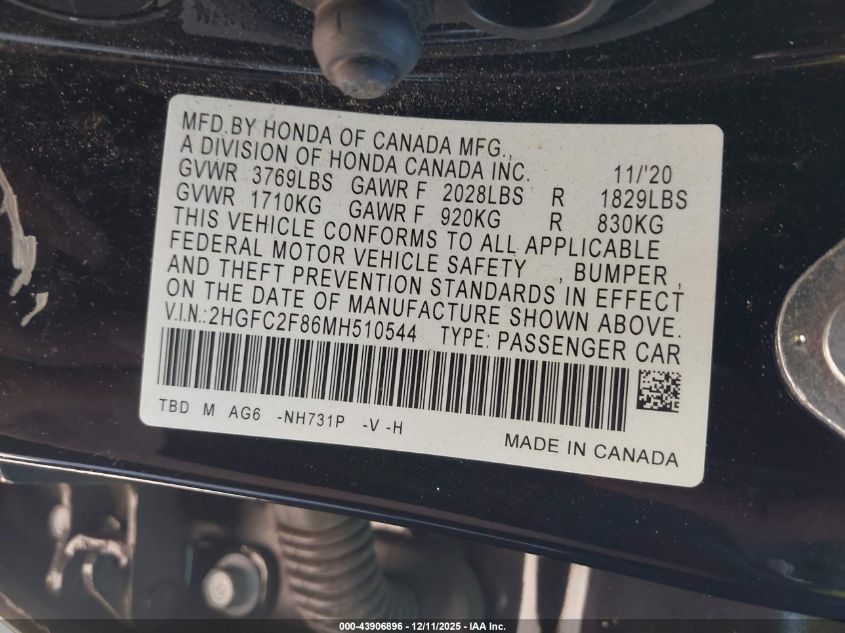 MFD.BY HONDA OF CANADA MFG.,
A DIVISION OF HONDA CANADA INC. 11/'20
GVWR 3769LBS GAWR F 2028LBS R 1829LBS
GVWR 1710KG GAWR F 920KG R 830KG
THIS VEHICLE CONFORMS TO ALL APPLICABLE
FEDERAL MOTOR VEHICLE SAFETY , BUMPER ,
AND THEFT PREVENTION STANDARDS IN EFFECT
ON THE DATE OF MANUFACTURE SHOWN ABOVE.
V.I.N.:2HGFC2F86MH510544 TYPE: PASSENGER CAR
TBD M AG6 -NH731P -V -H
MADE IN CANADA
000-43906896 - 12/11/2025 - IAA Inc.